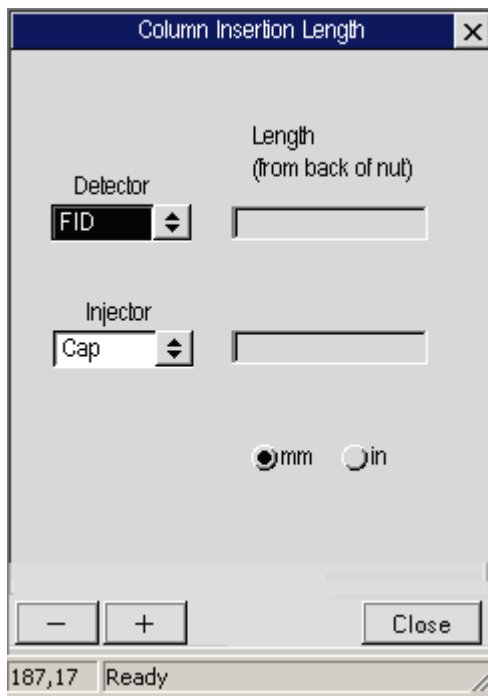 Column Insertion Length
Length
(from back of nut)
Detector
FID
Injector
Cap
mm in
− +
Close
187,17 Ready